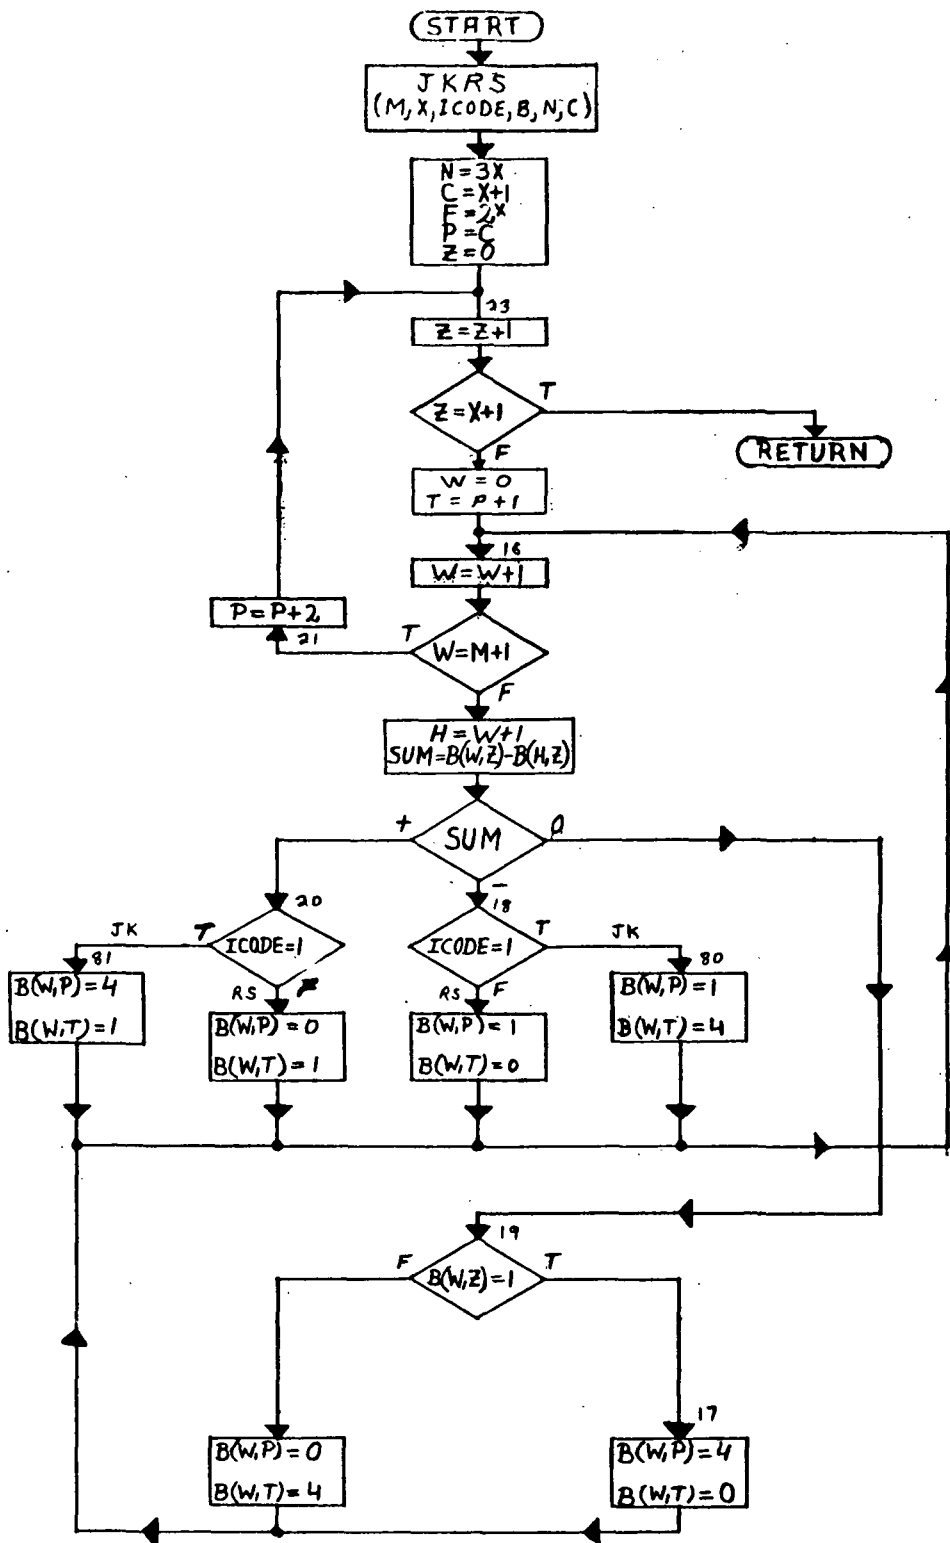 START
JKRS
(M,X,ICODE,B,N,C)
N=3X
C=X+1
F=2^X
P=C
Z=0
23
Z=Z+1
Z=X+1
T
F
RETURN
W=0
T=P+1
16
W=W+1
P=P+2
21
T
W=M+1
F
H=W+1
SUM=B(W,Z)-B(H,Z)
+
SUM
0
-
20
18
JK
T
ICODE=1
ICODE=1
T
JK
81
80
RS
F
RS
F
B(W,P)=4
B(W,T)=1
B(W,P)=0
B(W,T)=1
B(W,P)=1
B(W,T)=0
B(W,P)=1
B(W,T)=4
19
F
B(W,Z)=1
T
17
B(W,P)=0
B(W,T)=4
B(W,P)=4
B(W,T)=0